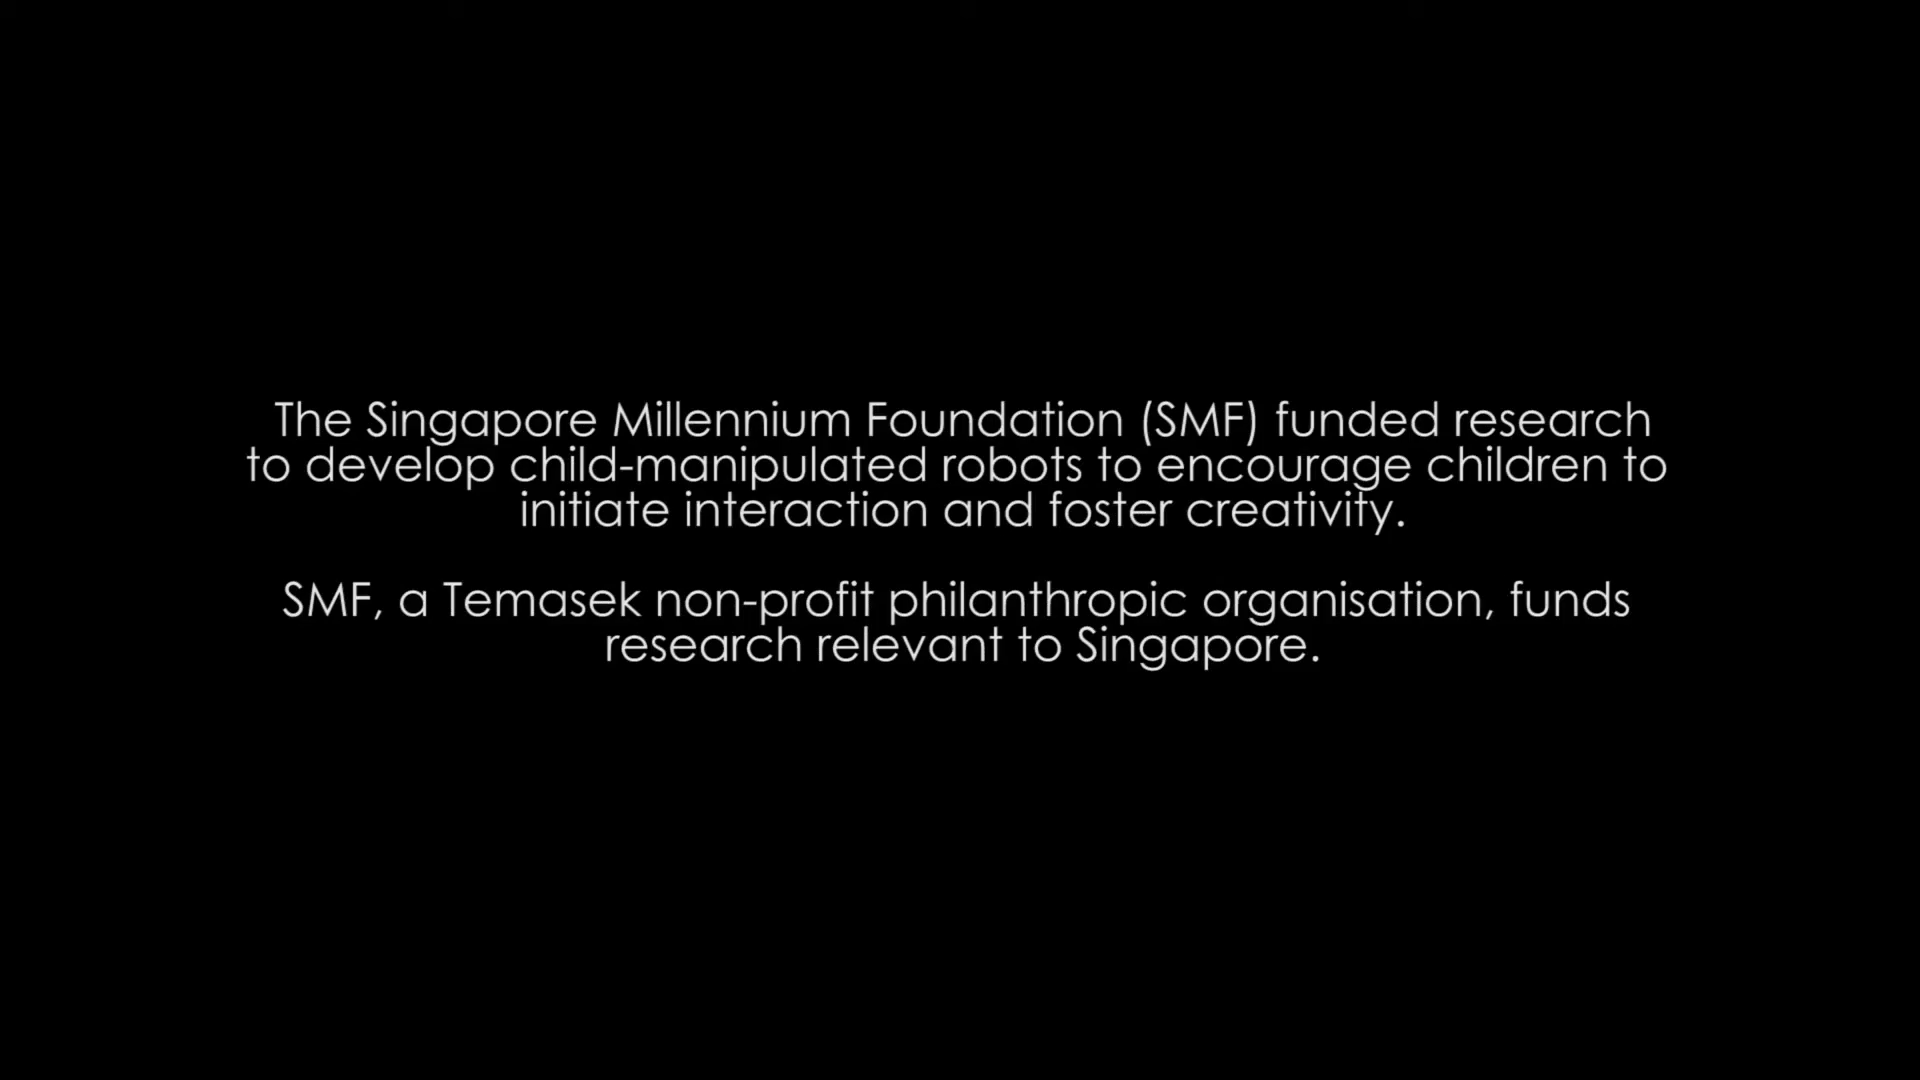 The Singapore Millennium Foundation (SMF) funded research
to develop child-manipulated robots to encourage children to
initiate interaction and foster creativity.
SMF, a Temasek non-profit philanthropic organisation, funds
research relevant to Singapore.